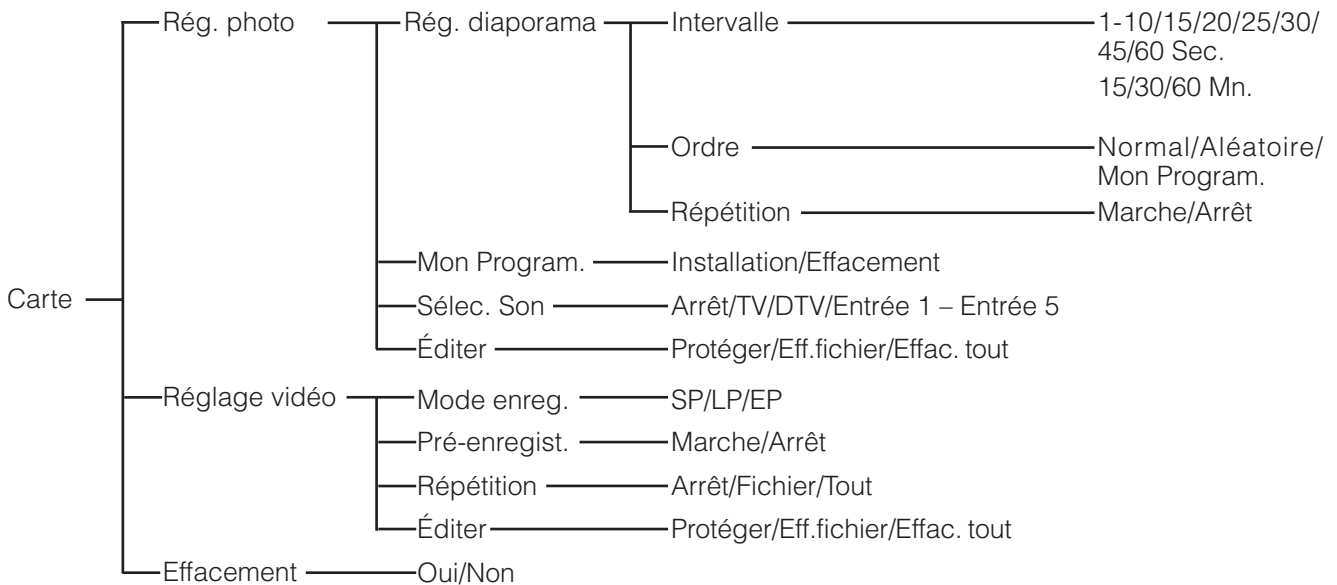 Rég. photo Rég. diaporama Intervalle 1-10/15/20/25/30/
45/60 Sec.
15/30/60 Mn.
Ordre Normal/Aléatoire/
Mon Program.
Répétition Marche/Arrêt
Mon Program. Installation/Effacement
Carte Sélec. Son Arrêt/TV/DTV/Entrée 1 – Entrée 5
Éditer Protéger/Eff.fichier/Effac. tout
Réglage vidéo Mode enreg. SP/LP/EP
Pré-enregist. Marche/Arrêt
Répétition Arrêt/Fichier/Tout
Éditer Protéger/Eff.fichier/Effac. tout
Effacement Oui/Non